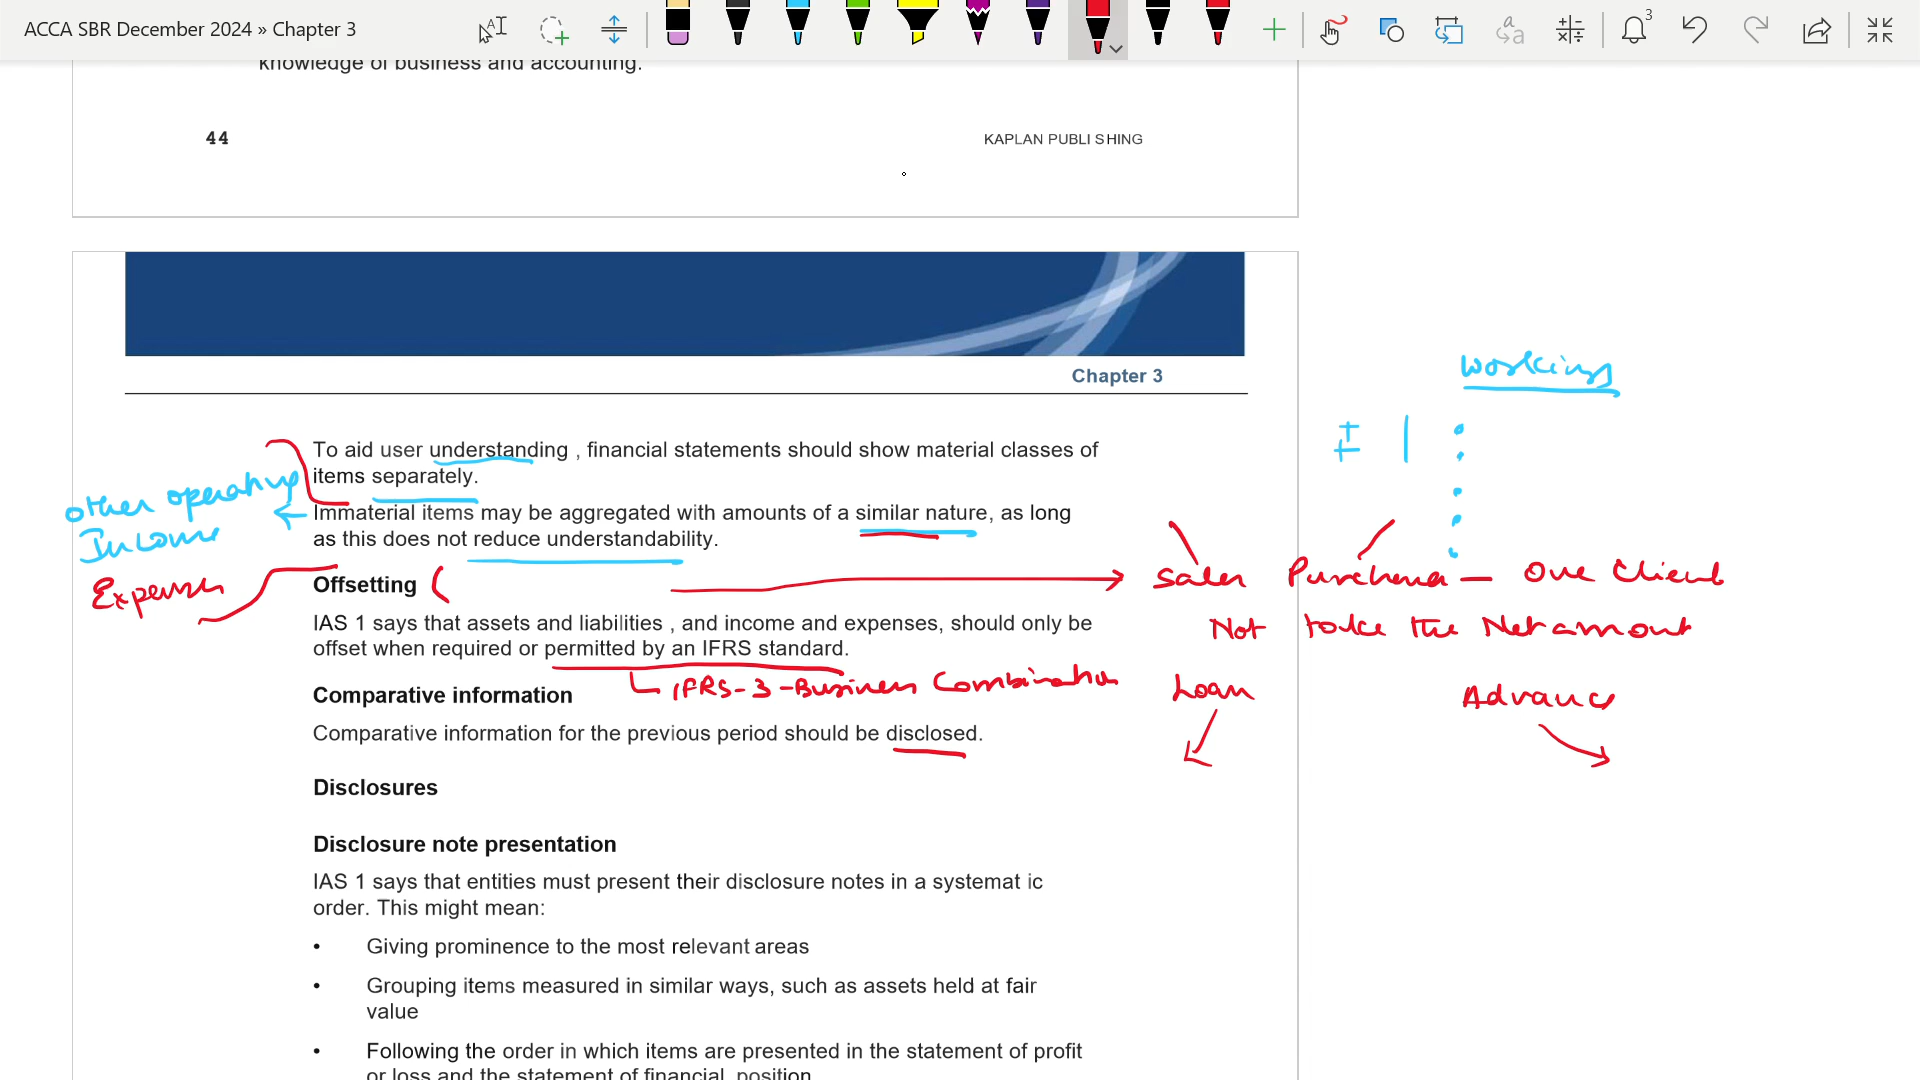 ACCA SBR December 2024 » Chapter 3
3
knowledge of business and accounting.
44
KAPLAN PUBLISHING
Chapter 3
workings
To aid user understanding , financial statements should show material classes of
items separately.
other operating
Income
Immaterial items may be aggregated with amounts of a similar nature, as long
as this does not reduce understandability.
Expenses
Offsetting (
Sales Purchases — One Client
IAS 1 says that assets and liabilities , and income and expenses, should only be
offset when required or permitted by an IFRS standard.
Not take the Net amount
IFRS-3-Business Combination
Loan
Advance
Comparative information
Comparative information for the previous period should be disclosed.
Disclosures
Disclosure note presentation
IAS 1 says that entities must present their disclosure notes in a systemat ic
order. This might mean:
• Giving prominence to the most relevant areas
• Grouping items measured in similar ways, such as assets held at fair
value
• Following the order in which items are presented in the statement of profit
or loss and the statement of financial position